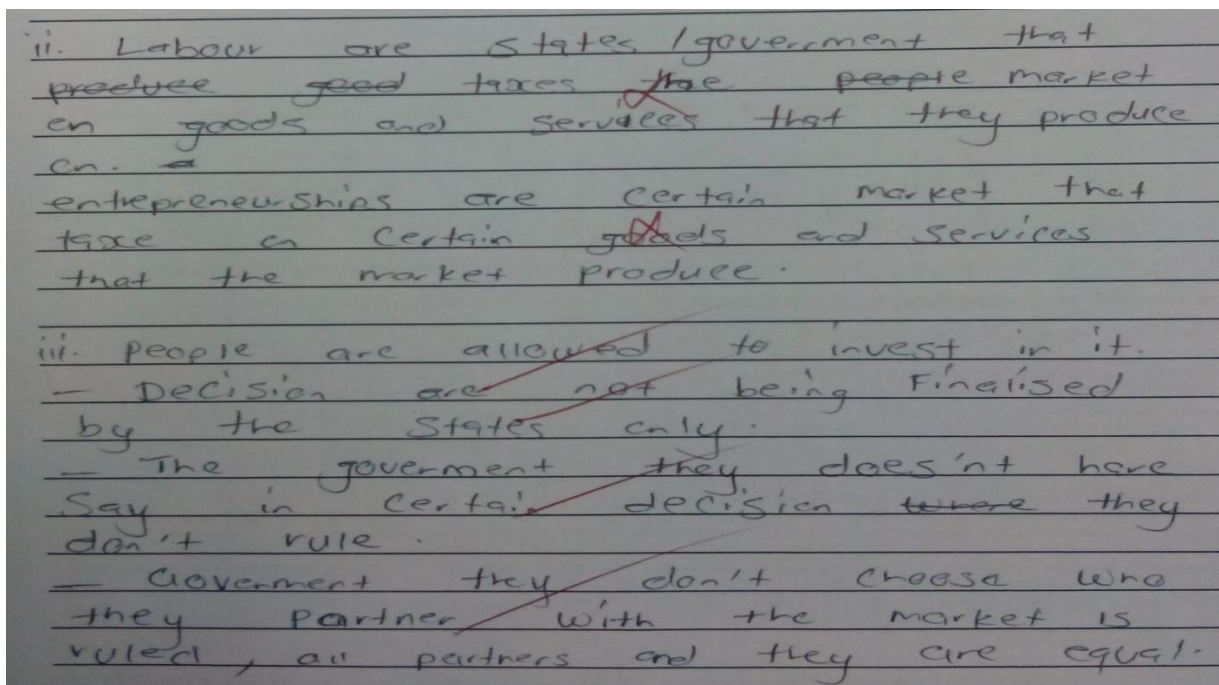 ii. Labour are states / goverment that
produce good taxes the people market
on goods and services that they produce
on.
entrepreneurships are certain market that
taxe on certain goods and services
that the market produce.
iii. People are allowed to invest in it.
- Decision are not being Finalised
by the States only.
- The goverment they does'nt have
Say in certain decision where they
don't rule.
- Goverment they don't choose who
they partner with the market is
ruled, all partners and they are equal.